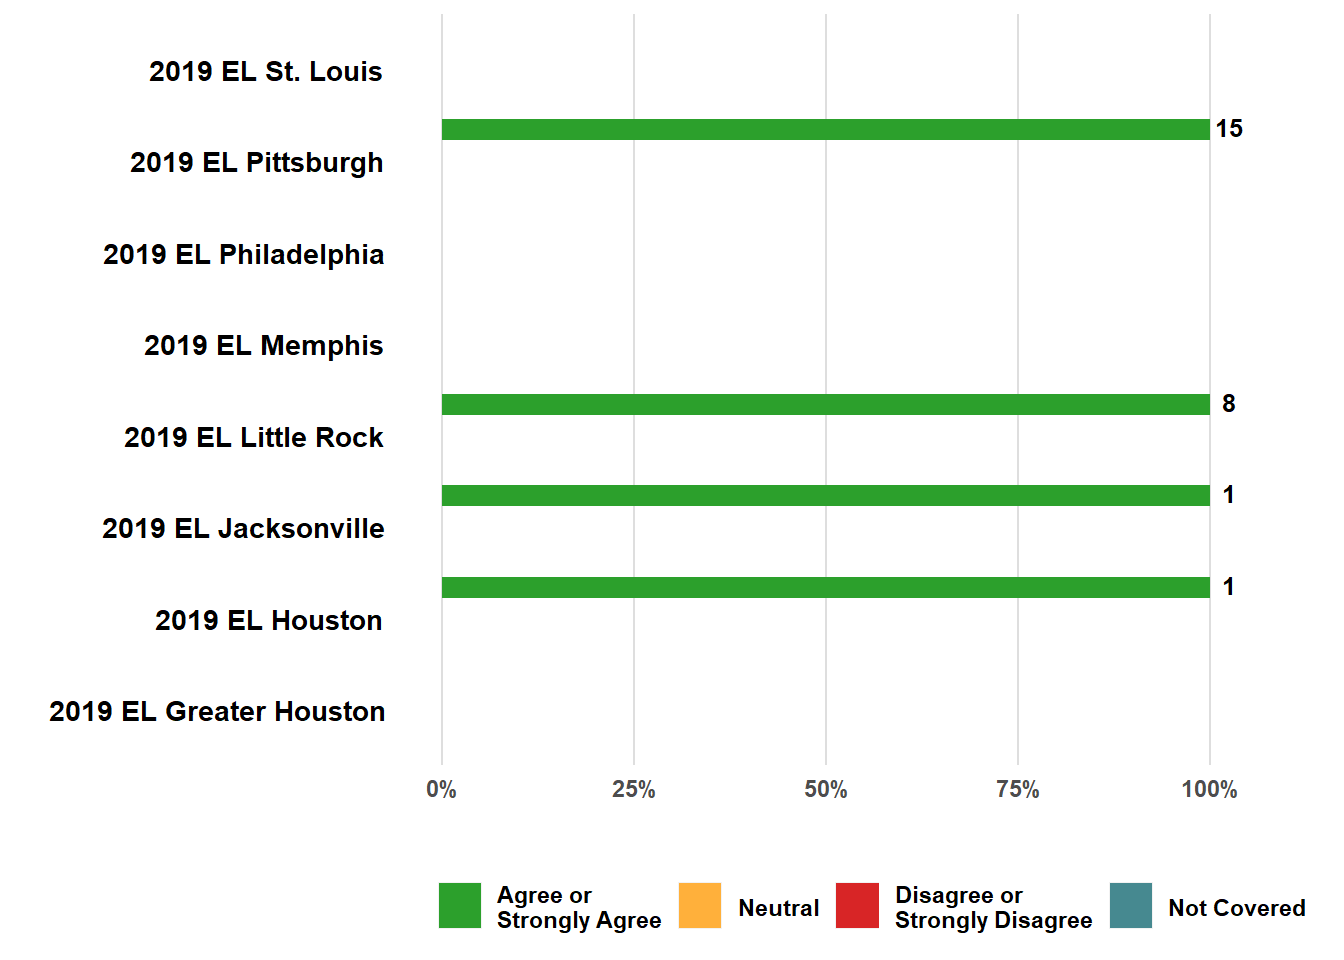 2019 EL St. Louis
15
2019 EL Pittsburgh
2019 EL Philadelphia
2019 EL Memphis
8
2019 EL Little Rock
1
2019 EL Jacksonville
1
2019 EL Houston
2019 EL Greater Houston
0% 25% 50% 75% 100%
Agree or
Strongly Agree
Neutral
Disagree or
Strongly Disagree
Not Covered